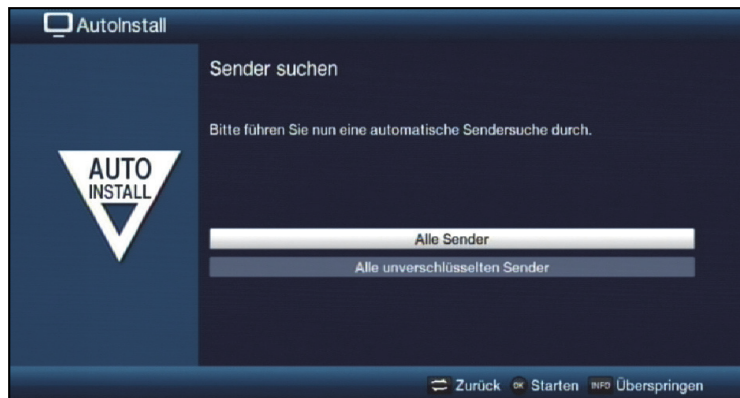 AutoInstall
Sender suchen
Bitte führen Sie nun eine automatische Sendersuche durch.
AUTO
INSTALL
Alle Sender
Alle unverschlüsselten Sender
Zurück OK Starten INFO Überspringen